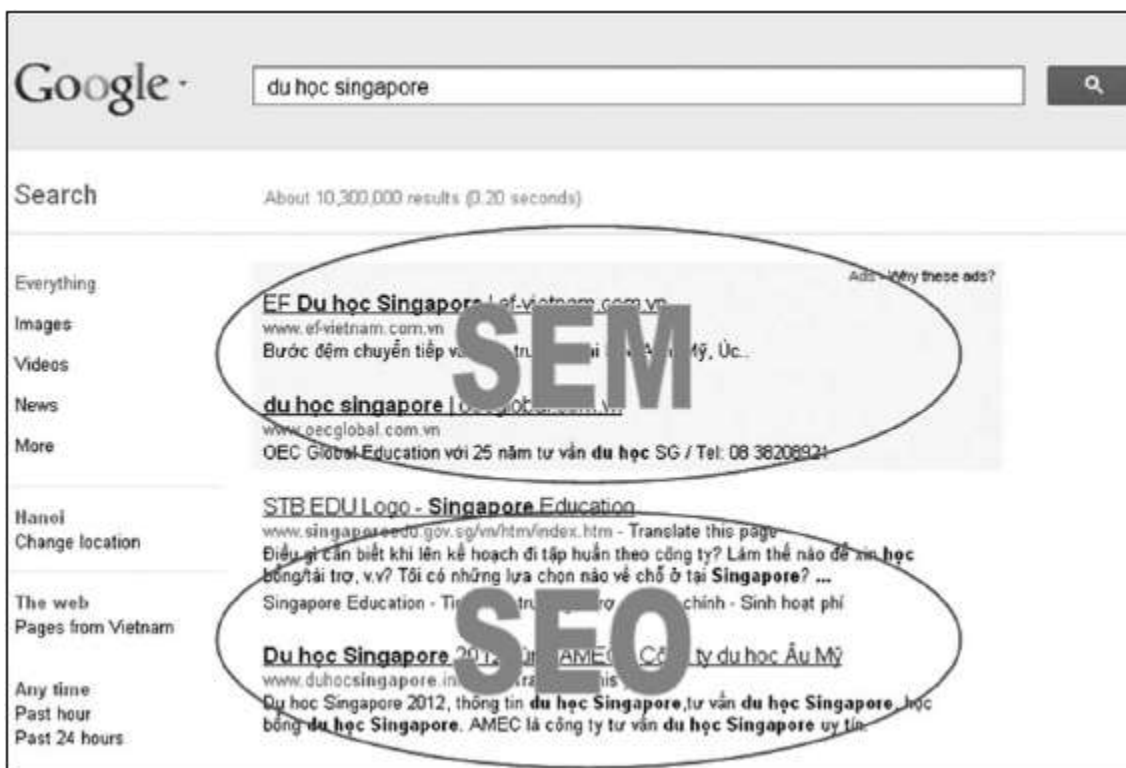 Google
du học singapore
Search
About 10,300,000 results (0.20 seconds)
Ads - Why these ads?
Everything
Images
Videos
News
More
EF Du học Singapore | ef-vietnam.com.vn
www.ef-vietnam.com.vn
Bước đệm chuyển tiếp Mỹ, Úc..
SEM
du học singapore | oecglobal.com.vn
www.oecglobal.com.vn
OEC Global Education với 25 năm tư vấn du học SG / Tel: 08 38208921
Hanoi
Change location
STB EDU Logo - Singapore Education
www.singaporeedu.gov.sg/vn/htm/index.htm - Translate this page
Điều gì cần biết khi lên kế hoạch đi tập huấn theo công ty? Làm thế nào để xin học
bổng/tài trợ, v.v? Tôi có những lựa chọn nào về chỗ ở tại Singapore? ...
Singapore Education - chính - Sinh hoạt phí
SEO
The web
Pages from Vietnam
Du học Singapore AMEC ty du học Âu Mỹ
www.duhocsingapore.in
Du học Singapore 2012, thông tin du học Singapore,tư vấn du học Singapore, học
bổng du học Singapore. AMEC là công ty tư vấn du học Singapore uy tín.
Any time
Past hour
Past 24 hours